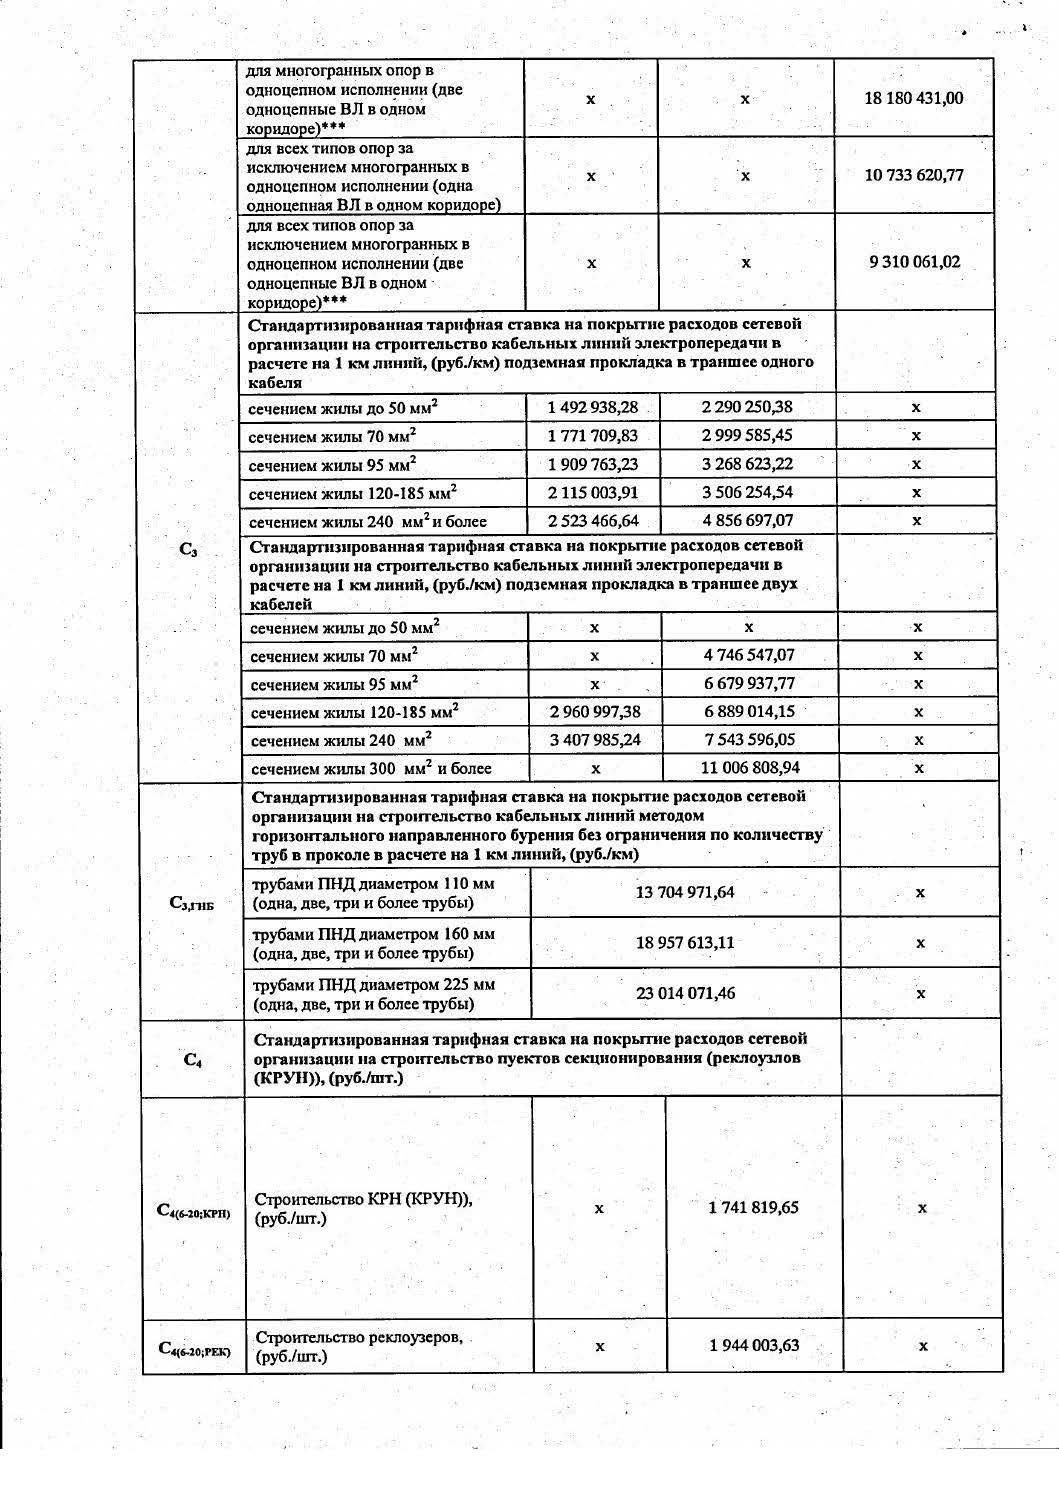 для многогранных опор в
одноцепном исполнении (две
одноцепные ВЛ в одном
коридоре)***
х х 18 180 431,00
для всех типов опор за
исключением многогранных в
одноцепном исполнении (одна
одноцепная ВЛ в одном коридоре)
х х 10 733 620,77
для всех типов опор за
исключением многогранных в
одноцепном исполнении (две
одноцепные ВЛ в одном
коридоре)***
х х 9 310 061,02
С3
Стандартизированная тарифная ставка на покрытие расходов сетевой
организации на строительство кабельных линий электропередачи в
расчете на 1 км линий, (руб./км) подземная прокладка в траншее одного
кабеля
сечением жилы до 50 мм² 1 492 938,28 2 290 250,38 х
сечением жилы 70 мм² 1 771 709,83 2 999 585,45 х
сечением жилы 95 мм² 1 909 763,23 3 268 623,22 х
сечением жилы 120-185 мм² 2 115 003,91 3 506 254,54 х
сечением жилы 240 мм² и более 2 523 466,64 4 856 697,07 х
Стандартизированная тарифная ставка на покрытие расходов сетевой
организации на строительство кабельных линий электропередачи в
расчете на 1 км линий, (руб./км) подземная прокладка в траншее двух
кабелей
сечением жилы до 50 мм² х х х
сечением жилы 70 мм² х 4 746 547,07 х
сечением жилы 95 мм² х 6 679 937,77 х
сечением жилы 120-185 мм² 2 960 997,38 6 889 014,15 х
сечением жилы 240 мм² 3 407 985,24 7 543 596,05 х
сечением жилы 300 мм² и более х 11 006 808,94 х
С3,ГНБ
Стандартизированная тарифная ставка на покрытие расходов сетевой
организации на строительство кабельных линий методом
горизонтального направленного бурения без ограничения по количеству
труб в проколе в расчете на 1 км линий, (руб./км)
трубами ПНД диаметром 110 мм
(одна, две, три и более трубы)
13 704 971,64 х
трубами ПНД диаметром 160 мм
(одна, две, три и более трубы)
18 957 613,11 х
трубами ПНД диаметром 225 мм
(одна, две, три и более трубы)
23 014 071,46 х
С4
Стандартизированная тарифная ставка на покрытие расходов сетевой
организации на строительство пуектов секционирования (реклоузлов
(КРУН)), (руб./шт.)
С4(6-20;КРН)
Строительство КРН (КРУН)),
(руб./шт.)
х 1 741 819,65 х
С4(6-20;РЕК)
Строительство реклоузеров,
(руб./шт.)
х 1 944 003,63 х